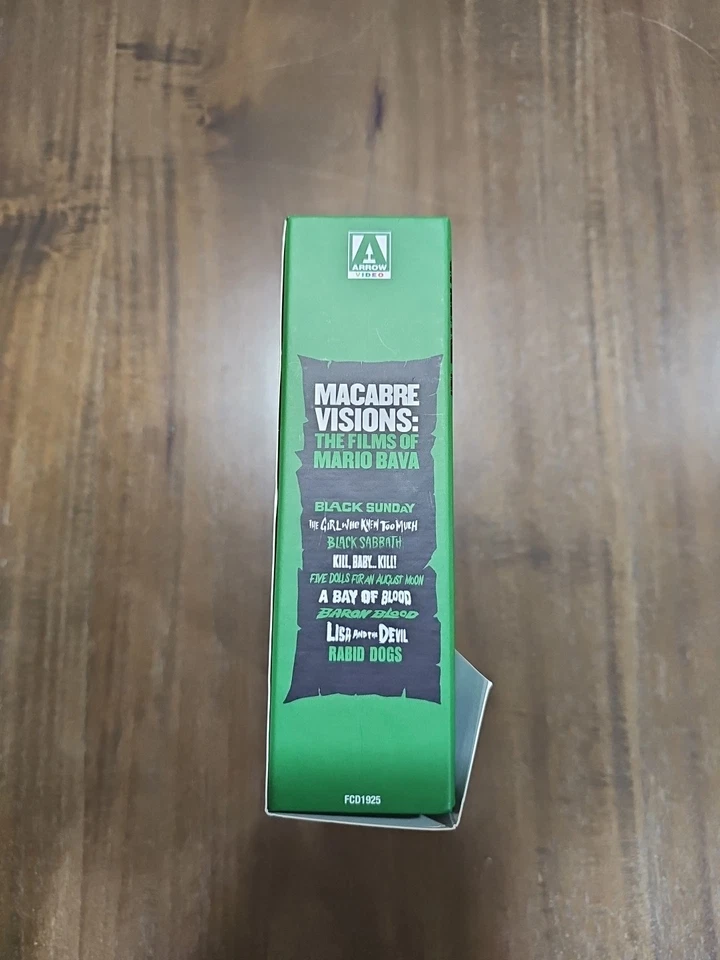 ARROW
VIDEO
MACABRE
VISIONS:
THE FILMS OF
MARIO BAVA
BLACK SUNDAY
THE GIRL WHO KNEW TOO MUCH
BLACK SABBATH
KILL, BABY... KILL!
FIVE DOLLS FOR AN AUGUST MOON
A BAY OF BLOOD
BARON BLOOD
LISA AND THE DEVIL
RABID DOGS
FCD1925